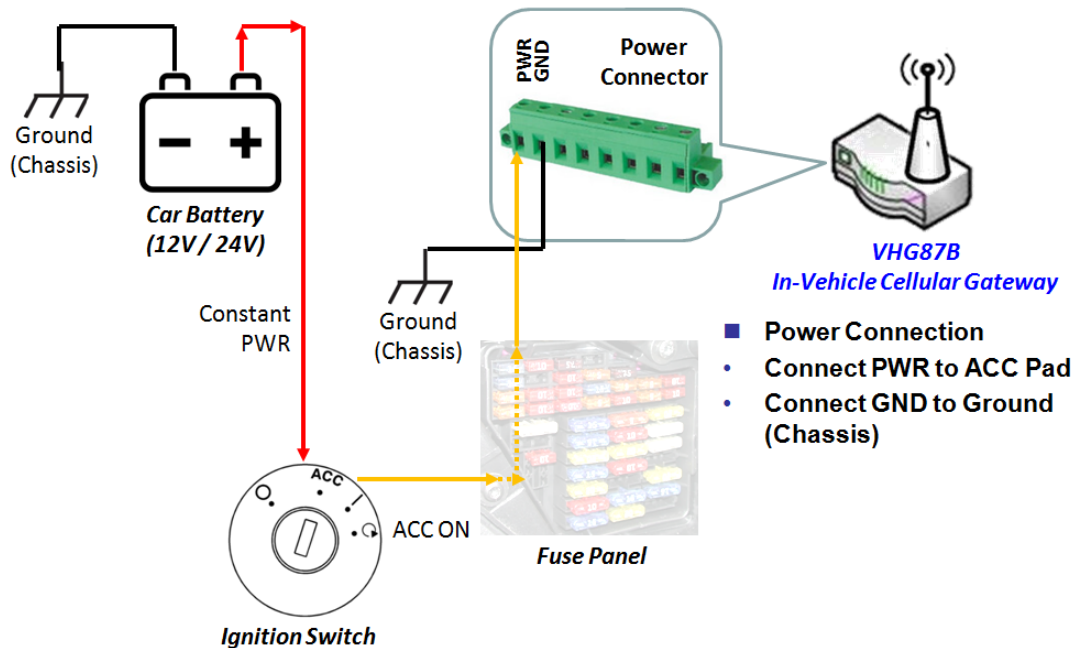 PWR
GND
Power
Connector
Ground
(Chassis)
Car Battery
(12V / 24V)
VHG87B
In-Vehicle Cellular Gateway
Constant
PWR
Ground
(Chassis)
■ Power Connection
• Connect PWR to ACC Pad
• Connect GND to Ground
(Chassis)
ACC
ACC ON
Fuse Panel
Ignition Switch